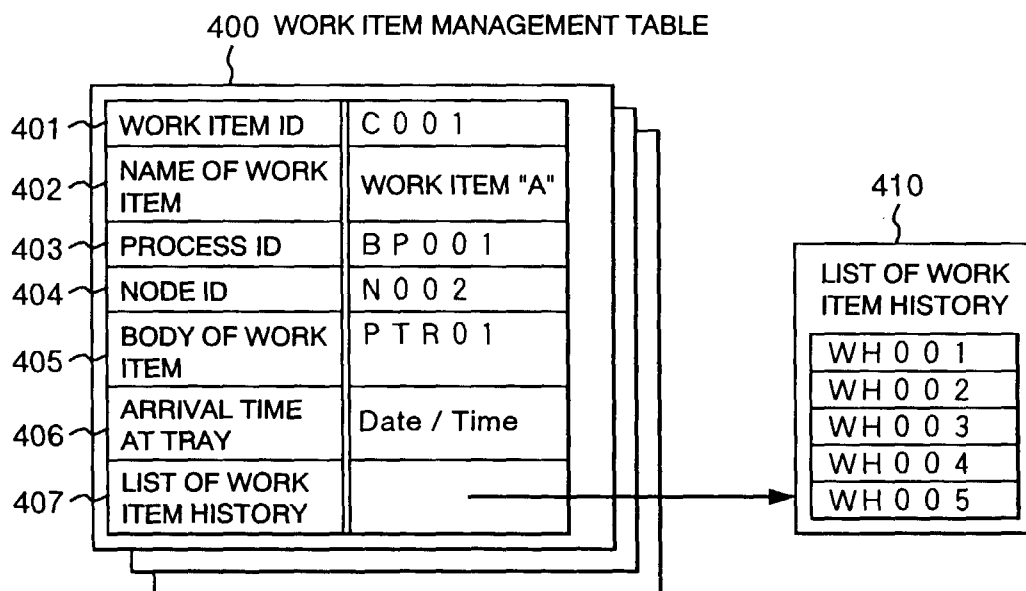 400 WORK ITEM MANAGEMENT TABLE
401 WORK ITEM ID C001
402 NAME OF WORK ITEM WORK ITEM "A"
403 PROCESS ID BP001
404 NODE ID N002
405 BODY OF WORK ITEM PTR01
406 ARRIVAL TIME AT TRAY Date / Time
407 LIST OF WORK ITEM HISTORY
410
LIST OF WORK
ITEM HISTORY
WH001
WH002
WH003
WH004
WH005